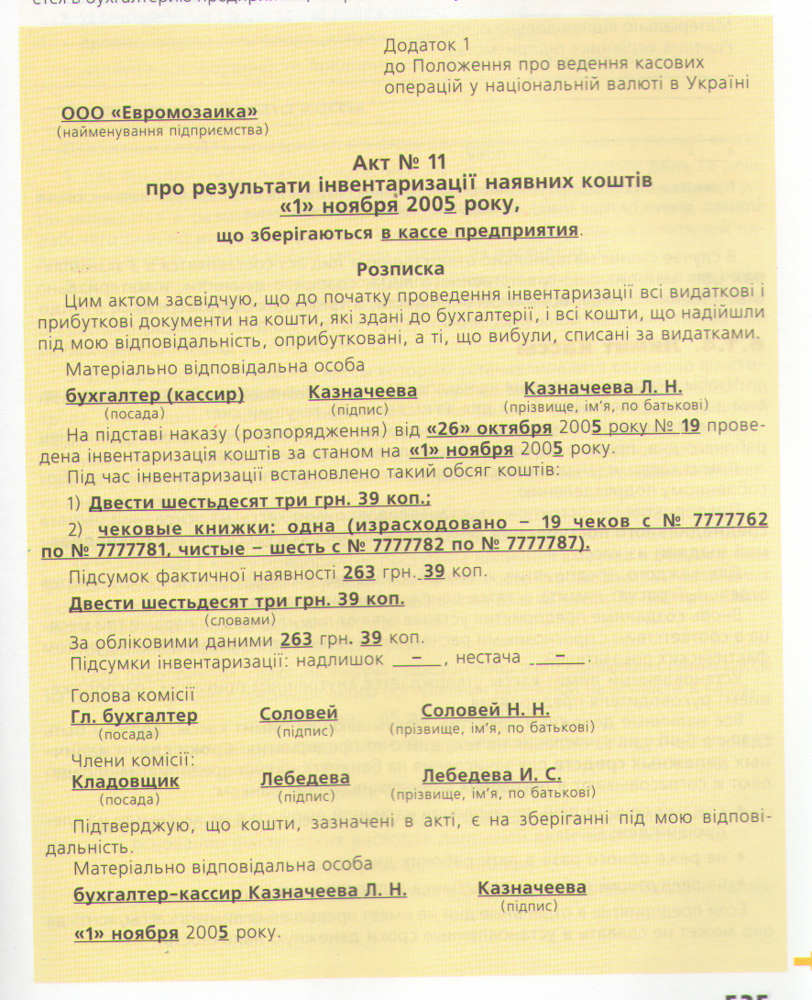 Додаток 1
до Положення про ведення касових
операцій у національній валюті в Україні
ООО «Евромозаика»
(найменування підприємства)
Акт № 11
про результати інвентаризації наявних коштів
«1» ноября 2005 року,
що зберігаються в кассе предприятия.
Розписка
Цим актом засвідчую, що до початку проведення інвентаризації всі видаткові і
прибуткові документи на кошти, які здані до бухгалтерії, і всі кошти, що надійшли
під мою відповідальність, оприбутковані, а ті, що вибули, списані за видатками.
Матеріально відповідальна особа
бухгалтер (кассир) Казначеева Казначеева Л. Н.
(посада) (підпис) (прізвище, ім’я, по батькові)
На підставі наказу (розпорядження) від «26» октября 2005 року № 19 прове-
дена інвентаризація коштів за станом на «1» ноября 2005 року.
Під час інвентаризації встановлено такий обсяг коштів:
1) Двести шестьдесят три грн. 39 коп.;
2) чековые книжки: одна (израсходовано – 19 чеков с № 7777762
по № 7777781, чистые – шесть с № 7777782 по № 7777787).
Підсумок фактичної наявності 263 грн. 39 коп.
Двести шестьдесят три грн. 39 коп.
(словами)
За обліковими даними 263 грн. 39 коп.
Підсумки інвентаризації: надлишок – , нестача – .
Голова комісії
Гл. бухгалтер Соловей Соловей Н. Н.
(посада) (підпис) (прізвище, ім’я, по батькові)
Члени комісії:
Кладовщик Лебедева Лебедева И. С.
(посада) (підпис) (прізвище, ім’я, по батькові)
Підтверджую, що кошти, зазначені в акті, є на зберіганні під мою відпові-
дальність.
Матеріально відповідальна особа
бухгалтер-кассир Казначеева Л. Н. Казначеева
(підпис)
«1» ноября 2005 року.